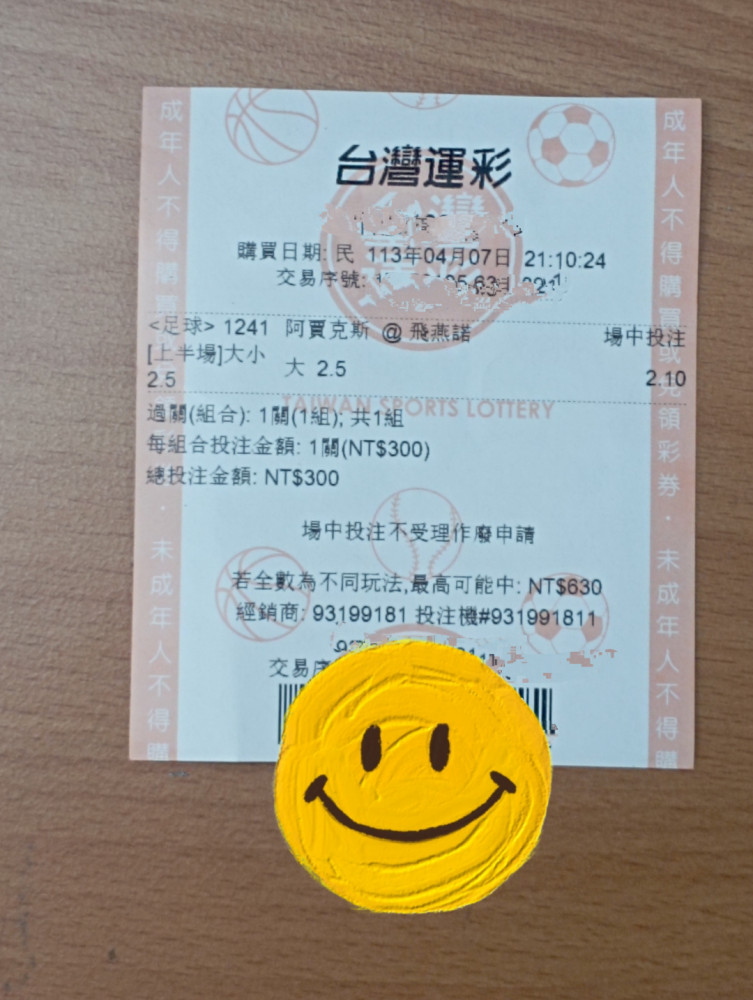 台灣運彩
購買日期: 民 113年04月07日 21:10:24
交易序號:
<足球> 1241 阿賈克斯 @ 飛燕諾 場中投注
[上半場]大小 大 2.5
2.5 2.10
TAIWAN SPORTS LOTTERY
過關(組合): 1關(1組), 共1組
每組合投注金額: 1關(NT$300)
總投注金額: NT$300
場中投注不受理作廢申請
若全數為不同玩法,最高可能中: NT$630
經銷商: 93199181 投注機#931991811
交易序
成年人不得購買
未成年人不得購
成年人不得購買或兌領彩券．未成年人不得購